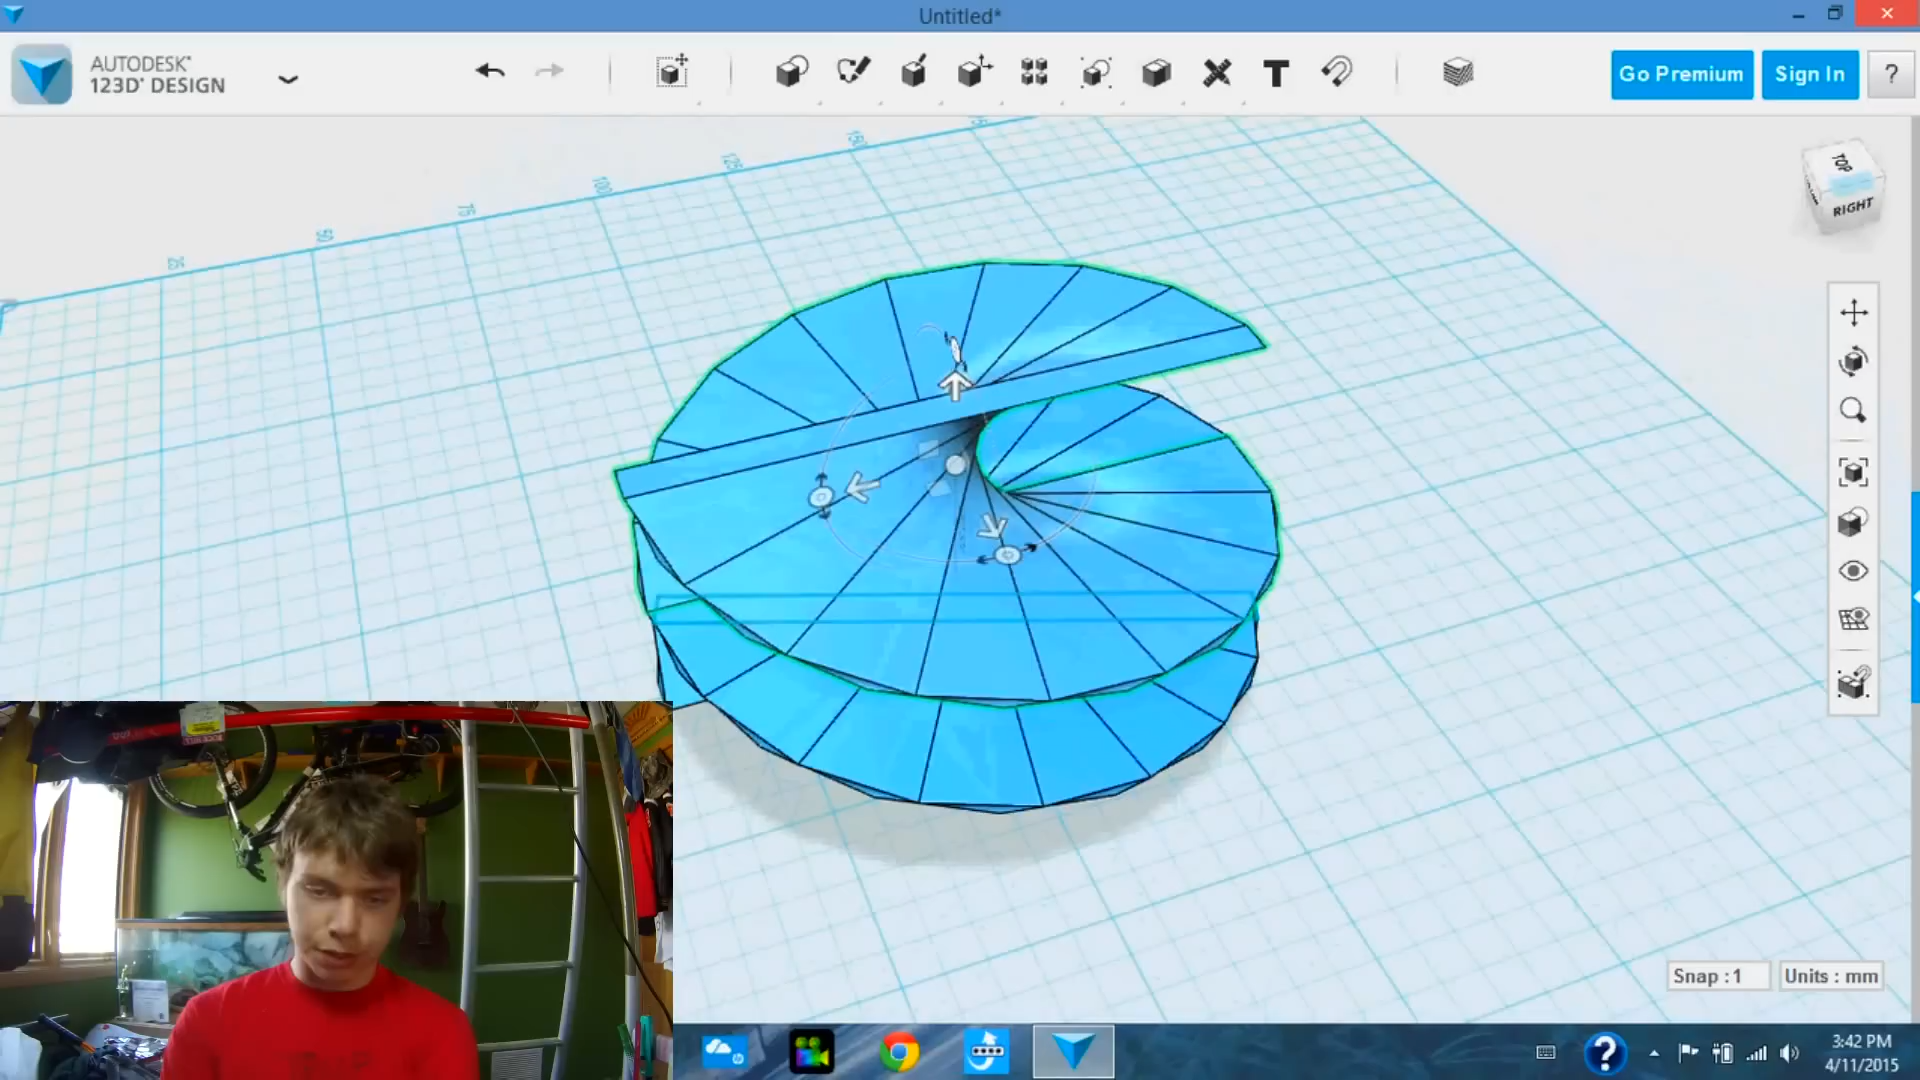 Untitled*
AUTODESK®
123D® DESIGN
Go Premium
Sign In
?
25
50
75
100
125
150
TOP
RIGHT
Snap : 1
Units : mm
?
3:42 PM
4/11/2015